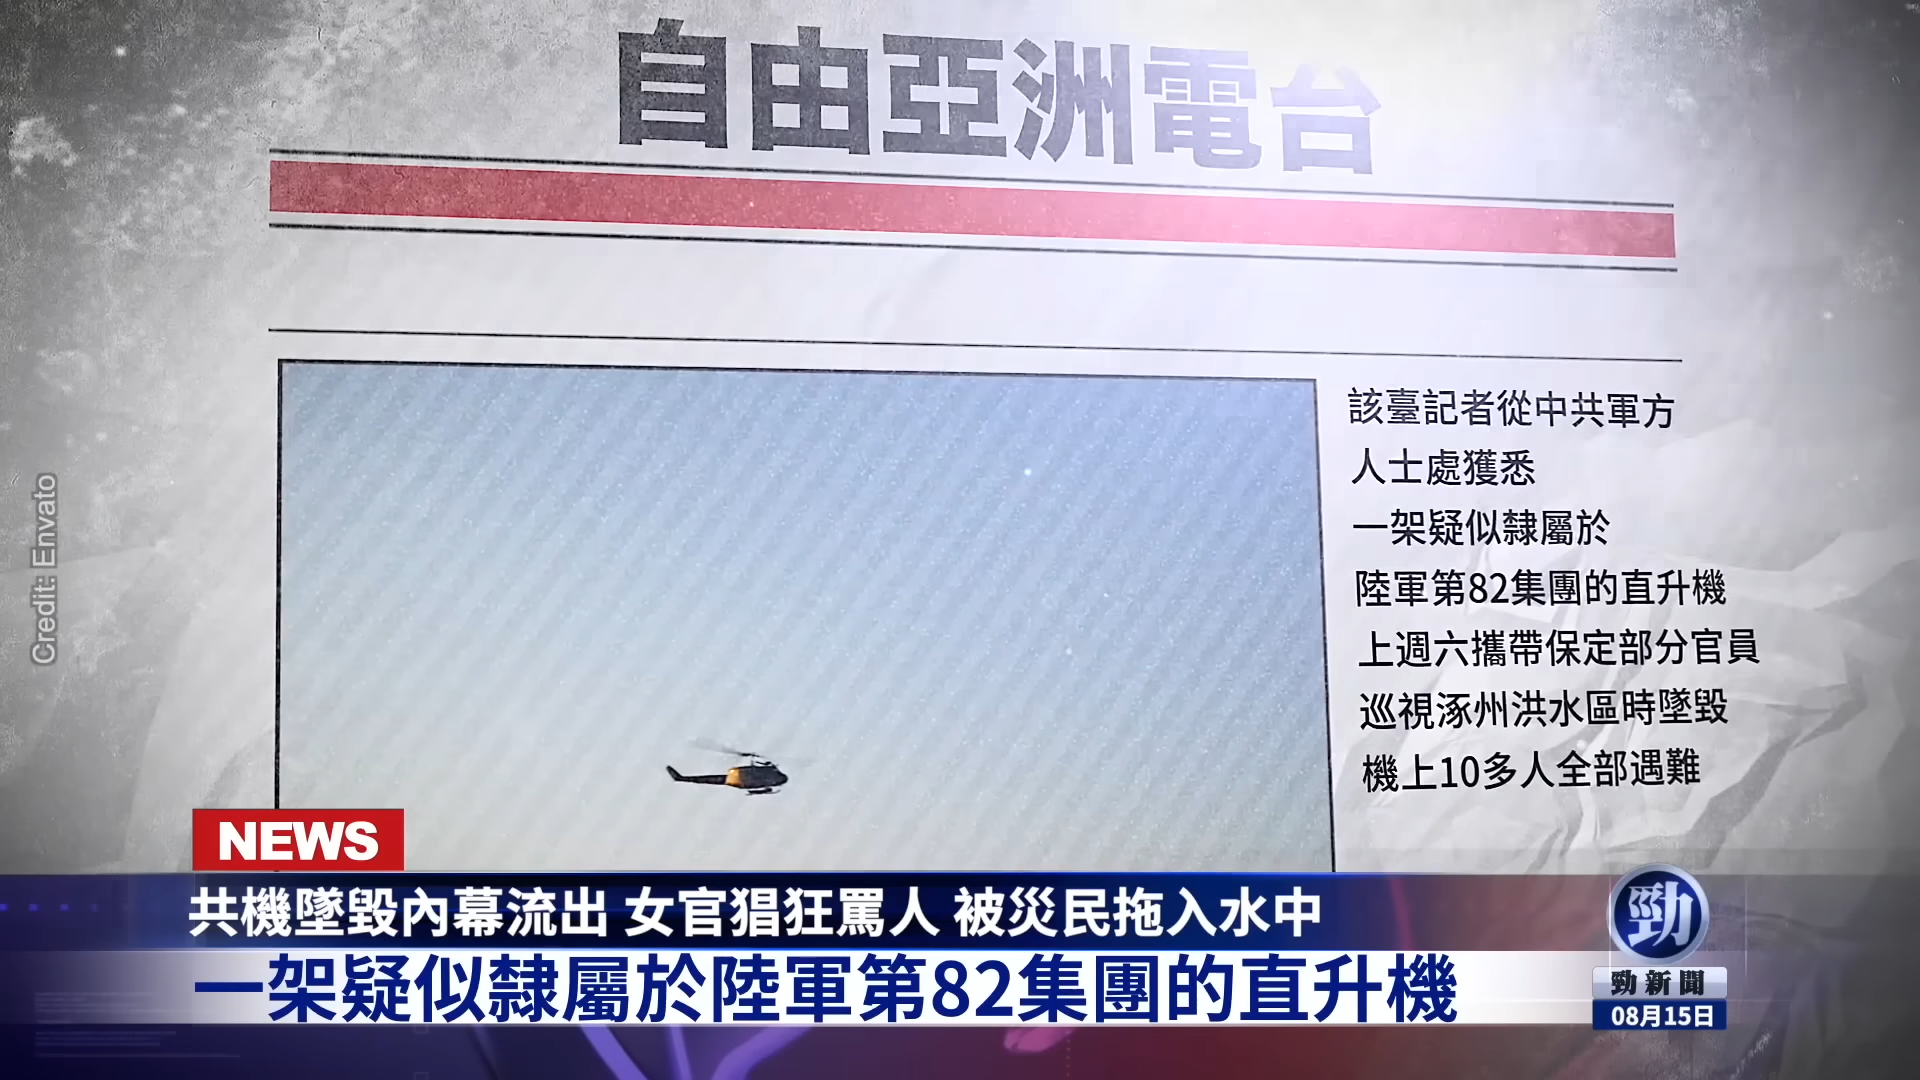 自由亞洲電台
該臺記者從中共軍方
人士處獲悉
一架疑似隸屬於
陸軍第82集團的直升機
上週六攜帶保定部分官員
巡視涿州洪水區時墜毀
機上10多人全部遇難
Credit: Envato
NEWS
共機墜毀內幕流出 女官猖狂罵人 被災民拖入水中
一架疑似隸屬於陸軍第82集團的直升機
勁
勁新聞
08月15日